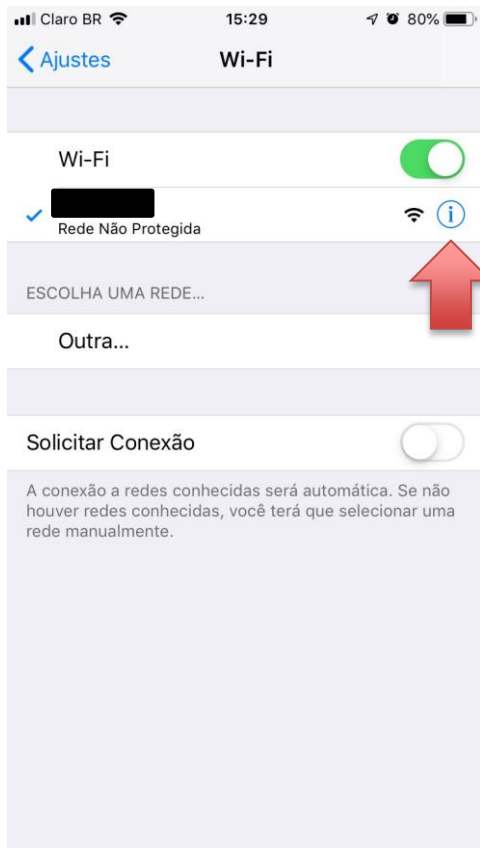 Claro BR 15:29 80%
Ajustes Wi-Fi
Wi-Fi
Rede Não Protegida
i
ESCOLHA UMA REDE...
Outra...
Solicitar Conexão
A conexão a redes conhecidas será automática. Se não
houver redes conhecidas, você terá que selecionar uma
rede manualmente.